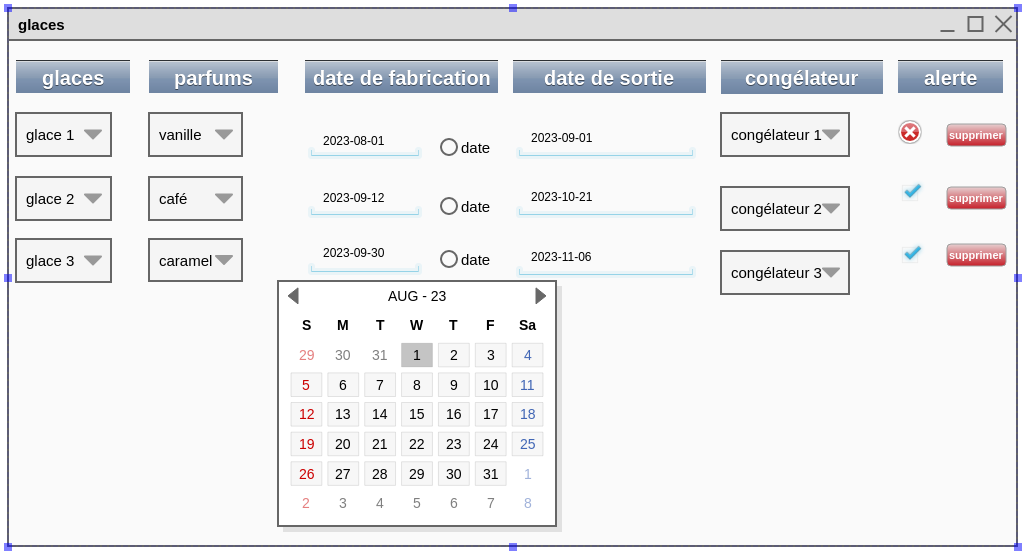 glaces
glaces parfums date de fabrication date de sortie congélateur alerte
glace 1 vanille 2023-08-01 date 2023-09-01 congélateur 1 supprimer
glace 2 café 2023-09-12 date 2023-10-21 congélateur 2 supprimer
glace 3 caramel 2023-09-30 date 2023-11-06 congélateur 3 supprimer
AUG - 23
S M T W T F Sa
29 30 31 1 2 3 4
5 6 7 8 9 10 11
12 13 14 15 16 17 18
19 20 21 22 23 24 25
26 27 28 29 30 31 1
2 3 4 5 6 7 8